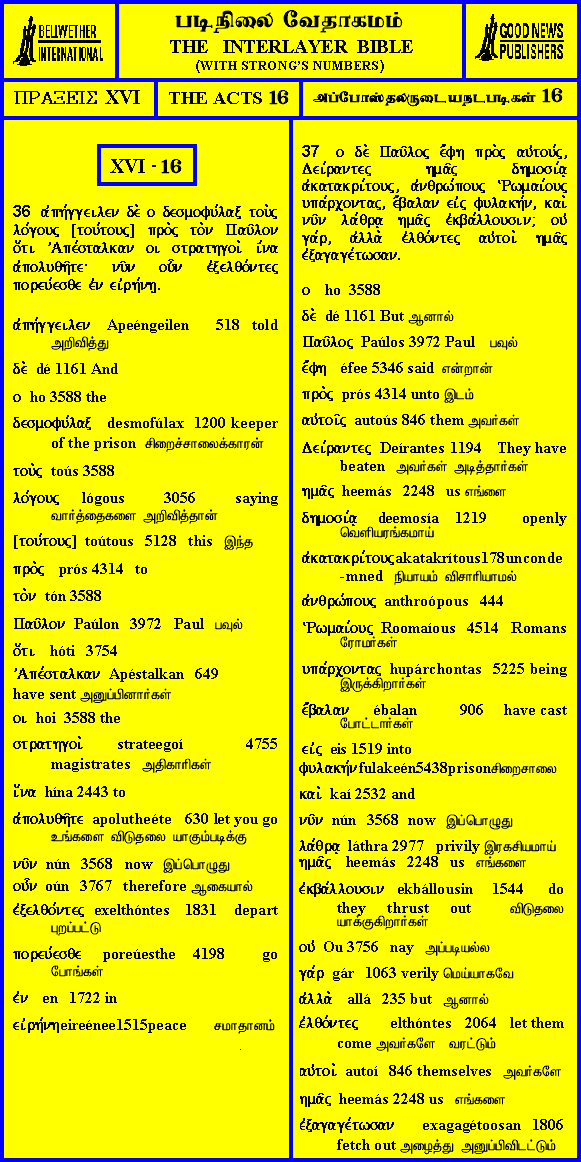 BELLWETHER
INTERNATIONAL
படிநிலை வேதாகமம்
THE INTERLAYER BIBLE
(WITH STRONG'S NUMBERS)
GOOD NEWS
PUBLISHERS
ΠΡΑΞΕΙΣ XVI
THE ACTS 16
அப்போஸ்தலருடையநடபடிகள் 16
XVI - 16
36 ἀπήγγειλεν δὲ ο δεσμοφύλαξ τοὺς
λόγους [τούτους] πρὸς τὸν Παῦλον
ὅτι Ἀπέσταλκαν οι στρατηγοὶ ίνα
ἀπολυθῆτε· νῦν οὖν ἐξελθόντες
πορεύεσθε ἐν εἰρήνῃ.
ἀπήγγειλεν Apeéngeilen 518 told
அறிவித்து
δὲ dé 1161 And
ο ho 3588 the
δεσμοφύλαξ desmofúlax 1200 keeper
of the prison சிறைச்சாலைக்காரன்
τοὺς toús 3588
λόγους lógous 3056 saying
வார்த்தைகளை அறிவித்தான்
[τούτους] toútous 5128 this இந்த
πρὸς prós 4314 to
τὸν tón 3588
Παῦλον Paúlon 3972 Paul பவுல்
ὅτι hóti 3754
Ἀπέσταλκαν Apéstalkan 649
have sent அனுப்பினார்கள்
οι hoi 3588 the
στρατηγοὶ strateegoí 4755
magistrates அதிகாரிகள்
ἵνα hína 2443 to
ἀπολυθῆτε apolutheéte 630 let you go
உங்களை விடுதலை யாகும்படிக்கு
νῦν nún 3568 now இப்பொழுது
οὖν oún 3767 therefore ஆகையால்
ἐξελθόντες exelthóntes 1831 depart
புறப்பட்டு
πορεύεσθε poreúesthe 4198 go
போங்கள்
ἐν en 1722 in
εἰρήνῃeireénee1515peace சமாதானம்
37 ο δὲ Παῦλος ἔφη πρὸς αὐτούς,
Δείραντες ημᾶς δημοσίᾳ
ἀκατακρίτους, ἀνθρώπους Ῥωμαίους
υπάρχοντας, ἔβαλαν εἰς φυλακήν, καὶ
νῦν λάθρᾳ ημᾶς ἐκβάλλουσιν; οὐ
γάρ, ἀλλὰ ἐλθόντες αὐτοὶ ημᾶς
ἐξαγαγέτωσαν.
ο ho 3588
δὲ dé 1161 But ஆனால்
Παῦλος Paúlos 3972 Paul பவுல்
ἔφη éfee 5346 said என்றான்
πρὸς prós 4314 unto இடம்
αὐτοῖς autoús 846 them அவர்கள்
Δείραντες Deírantes 1194 They have
beaten அவர்கள் அடித்தார்கள்
ημᾶς heemás 2248 us எங்ளை
δημοσίᾳ deemosía 1219 openly
வெளியரங்கமாய்
ἀκατακρίτουςakatakrítous178unconde
-mned நியாயம் விசாரியாமல்
ἀνθρώπους anthroópous 444
Ῥωμαίους Roomaíous 4514 Romans
ரோமர்கள்
υπάρχοντας hupárchontas 5225 being
இருக்கிறார்கள்
ἔβαλαν ébalan 906 have cast
போட்டார்கள்
εἰς eis 1519 into
φυλακήνfulakeén5438prisonசிறைசாலை
καὶ kaí 2532 and
νῦν nún 3568 now இப்பொழுது
λάθρᾳ láthra 2977 privily இரகசியமாய்
ημᾶς heemás 2248 us எங்களை
ἐκβάλλουσιν ekbállousin 1544 do
they thrust out விடுதலை
யாக்குகிறார்கள்
οὐ Ou 3756 nay அப்படியல்ல
γάρ gár 1063 verily மெய்யாகவே
ἀλλὰ allá 235 but ஆனால்
ἐλθόντες elthóntes 2064 let them
come அவர்களே வரட்டும்
αὐτοὶ autoí 846 themselves அவர்களே
ημᾶς heemás 2248 us எங்களை
ἐξαγαγέτωσαν exagagétoosan 1806
fetch out அழைத்து அனுப்பிவிடட்டும்